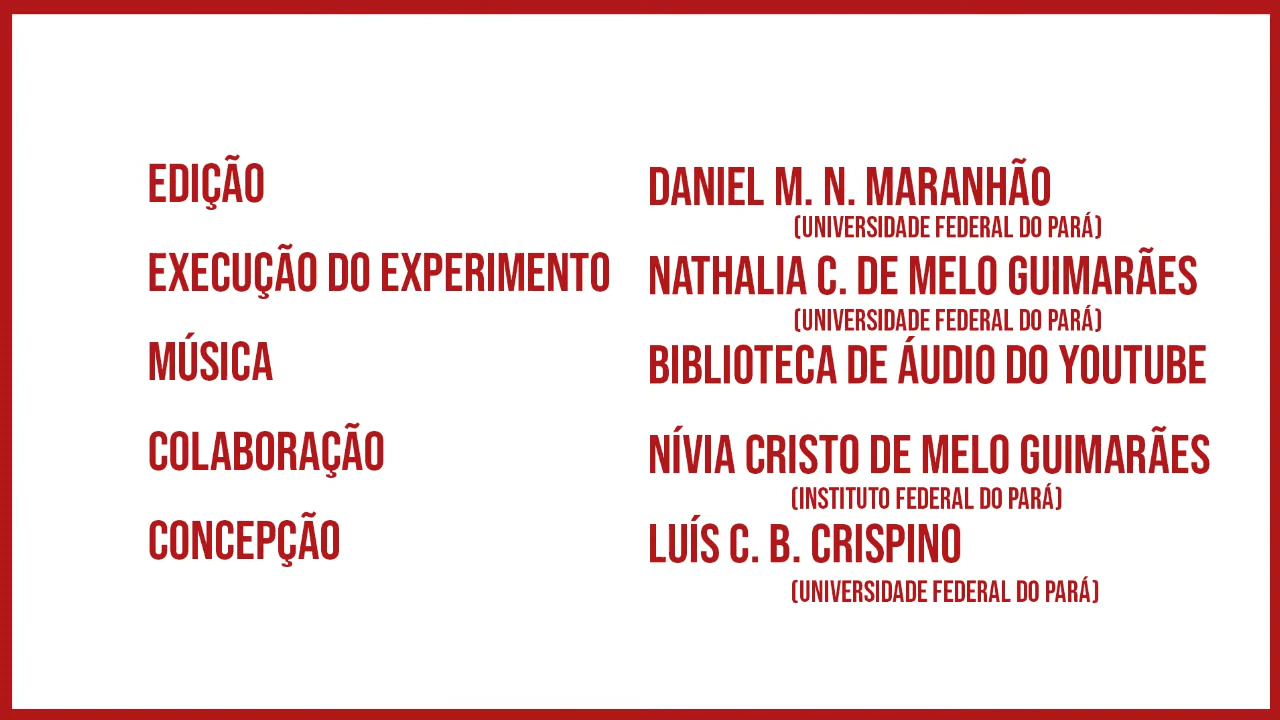 EDIÇÃO DANIEL M. N. MARANHÃO
(UNIVERSIDADE FEDERAL DO PARÁ)
EXECUÇÃO DO EXPERIMENTO NATHALIA C. DE MELO GUIMARÃES
(UNIVERSIDADE FEDERAL DO PARÁ)
MÚSICA BIBLIOTECA DE ÁUDIO DO YOUTUBE
COLABORAÇÃO NÍVIA CRISTO DE MELO GUIMARÃES
(INSTITUTO FEDERAL DO PARÁ)
CONCEPÇÃO LUÍS C. B. CRISPINO
(UNIVERSIDADE FEDERAL DO PARÁ)